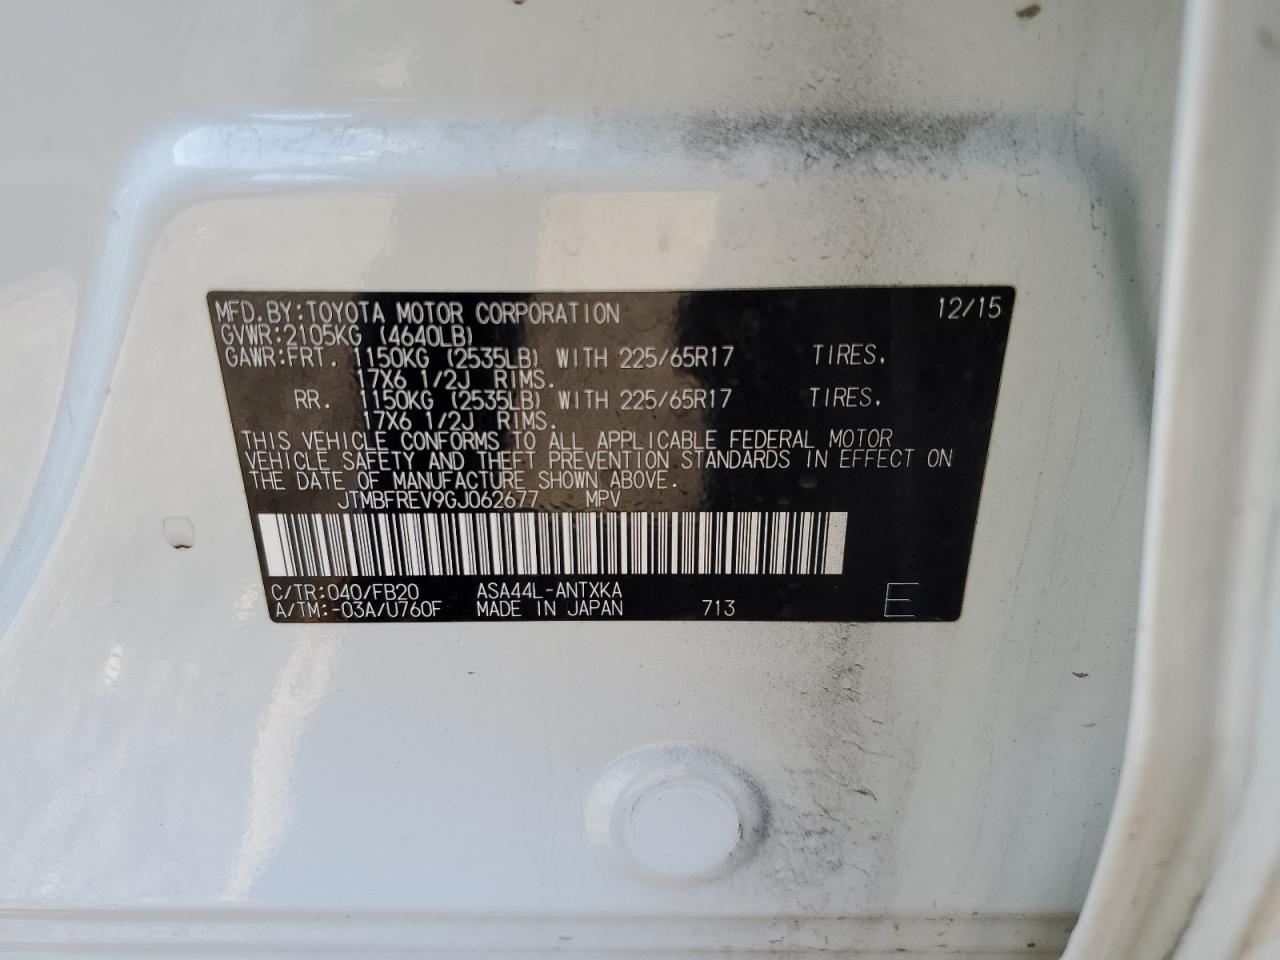 MFD.BY:TOYOTA MOTOR CORPORATION 12/15
GVWR:2105KG (4640LB)
GAWR:FRT. 1150KG (2535LB) WITH 225/65R17 TIRES.
17X6 1/2J RIMS.
RR. 1150KG (2535LB) WITH 225/65R17 TIRES.
17X6 1/2J RIMS.
THIS VEHICLE CONFORMS TO ALL APPLICABLE FEDERAL MOTOR
VEHICLE SAFETY AND THEFT PREVENTION STANDARDS IN EFFECT ON
THE DATE OF MANUFACTURE SHOWN ABOVE.
JTMBFREV9GJ062677 MPV
C/TR:040/FB20 ASA44L-ANTXKA
A/TM:-03A/U760F MADE IN JAPAN 713 E